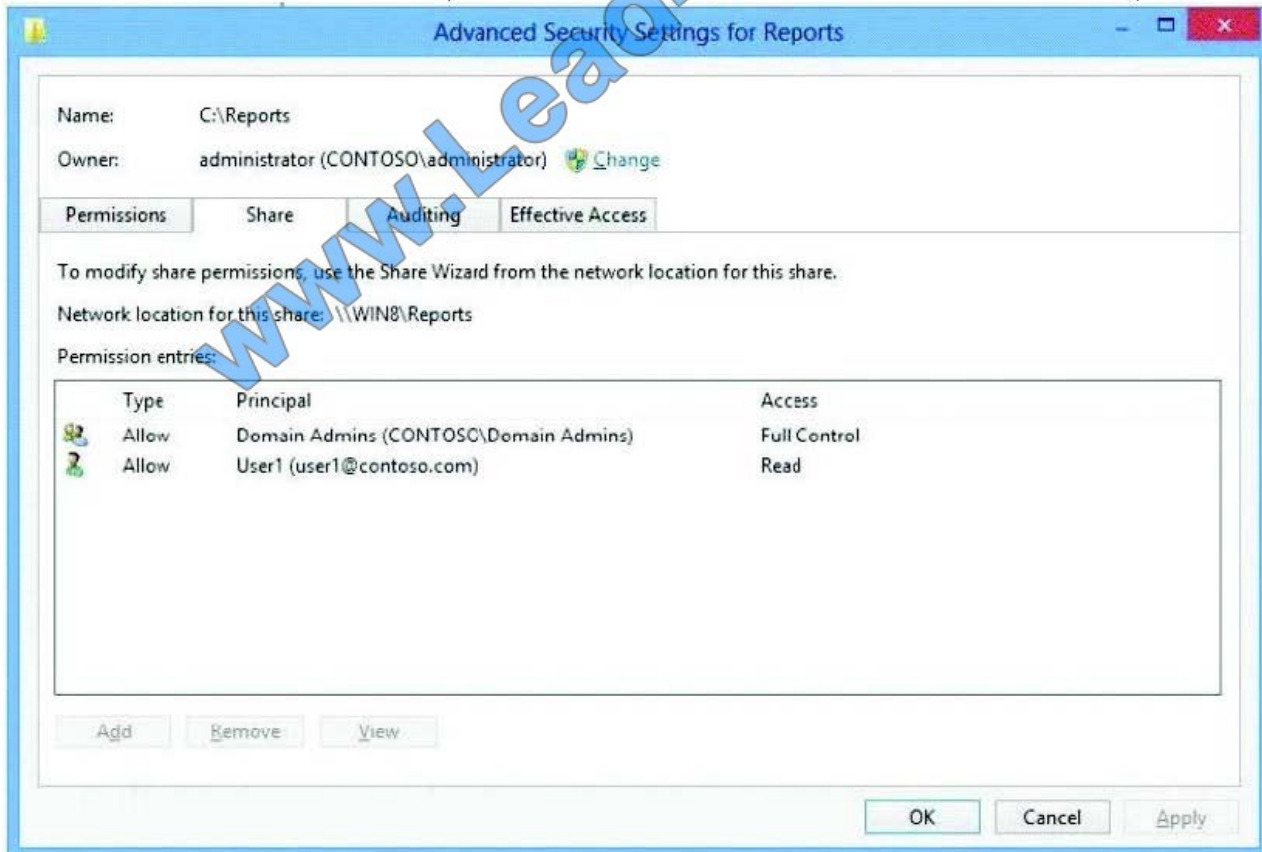 Advanced Security Settings for Reports
Name: C:\Reports
Owner: administrator (CONTOSO\administrator) Change
Permissions Share Auditing Effective Access
To modify share permissions, use the Share Wizard from the network location for this share.
Network location for this share: \\WIN8\Reports
Permission entries:
Type Principal Access
Allow Domain Admins (CONTOSO\Domain Admins) Full Control
Allow User1 (user1@contoso.com) Read
Add Remove View
OK Cancel Apply
www.Lead